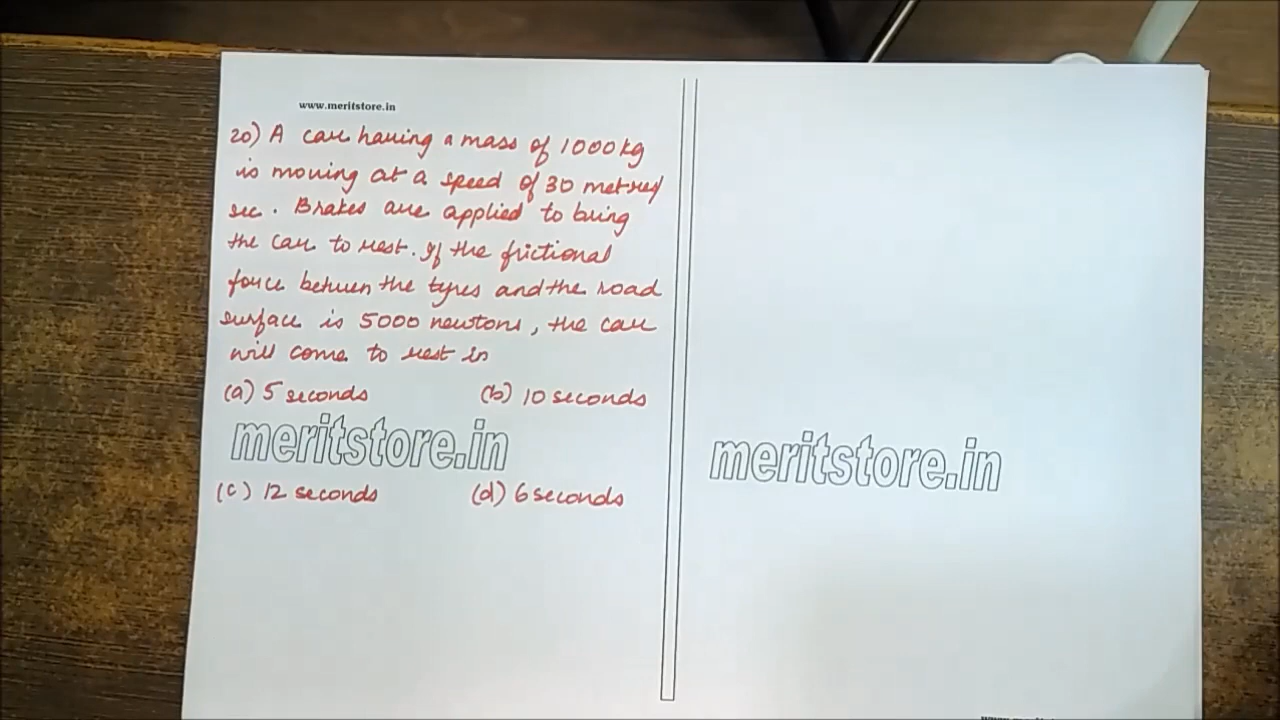 www.meritstore.in
20) A car having a mass of 1000 kg
is moving at a speed of 30 metres/
sec. Brakes are applied to bring
the car to rest. If the frictional
force between the tyres and the road
surface is 5000 newtons, the car
will come to rest in
(a) 5 seconds (b) 10 seconds
meritstore.in
(c) 12 seconds (d) 6 seconds
meritstore.in